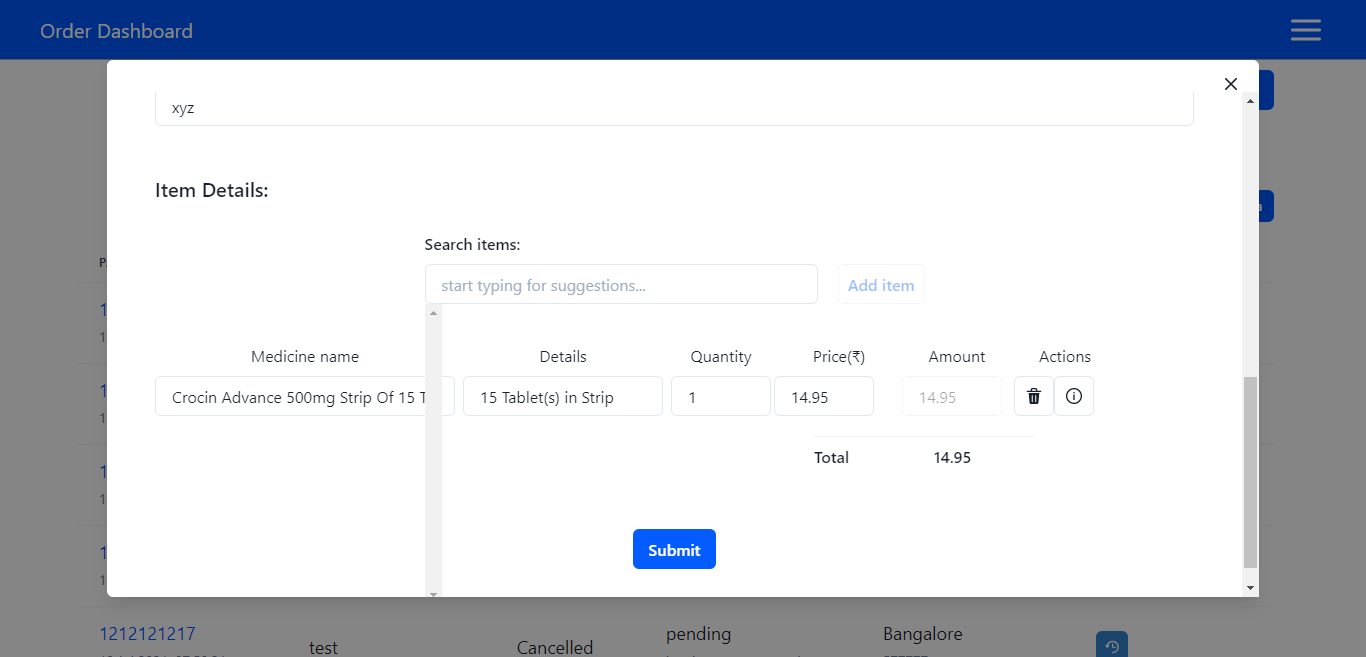 Order Dashboard
xyz
Item Details:
Search items:
start typing for suggestions...
Add item
Medicine name Details Quantity Price(₹) Amount Actions
Crocin Advance 500mg Strip Of 15 T 15 Tablet(s) in Strip 1 14.95 14.95
Total 14.95
Submit
1212121217 test Cancelled pending Bangalore